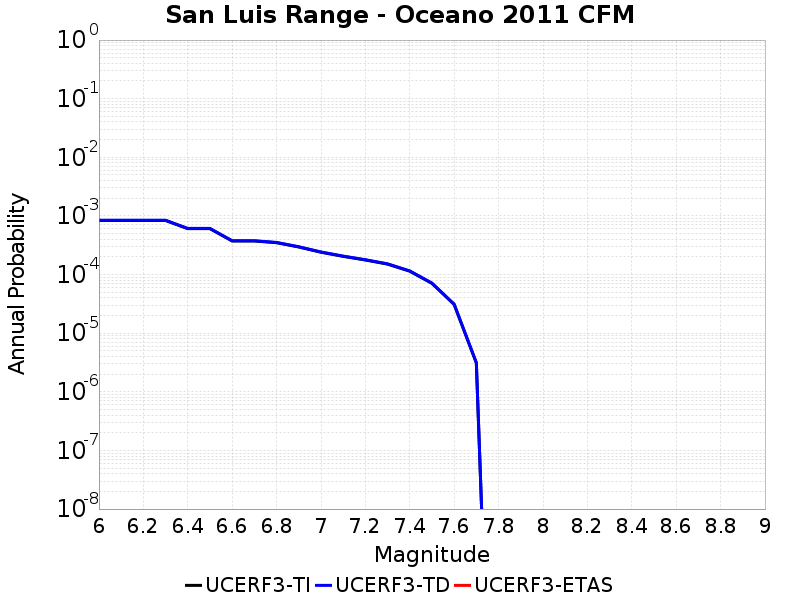 San Luis Range - Oceano 2011 CFM
10^0
10^-1
10^-2
10^-3
10^-4
10^-5
10^-6
10^-7
10^-8
Annual Probability
6 6.2 6.4 6.6 6.8 7 7.2 7.4 7.6 7.8 8 8.2 8.4 8.6 8.8 9
Magnitude
UCERF3-TI UCERF3-TD UCERF3-ETAS